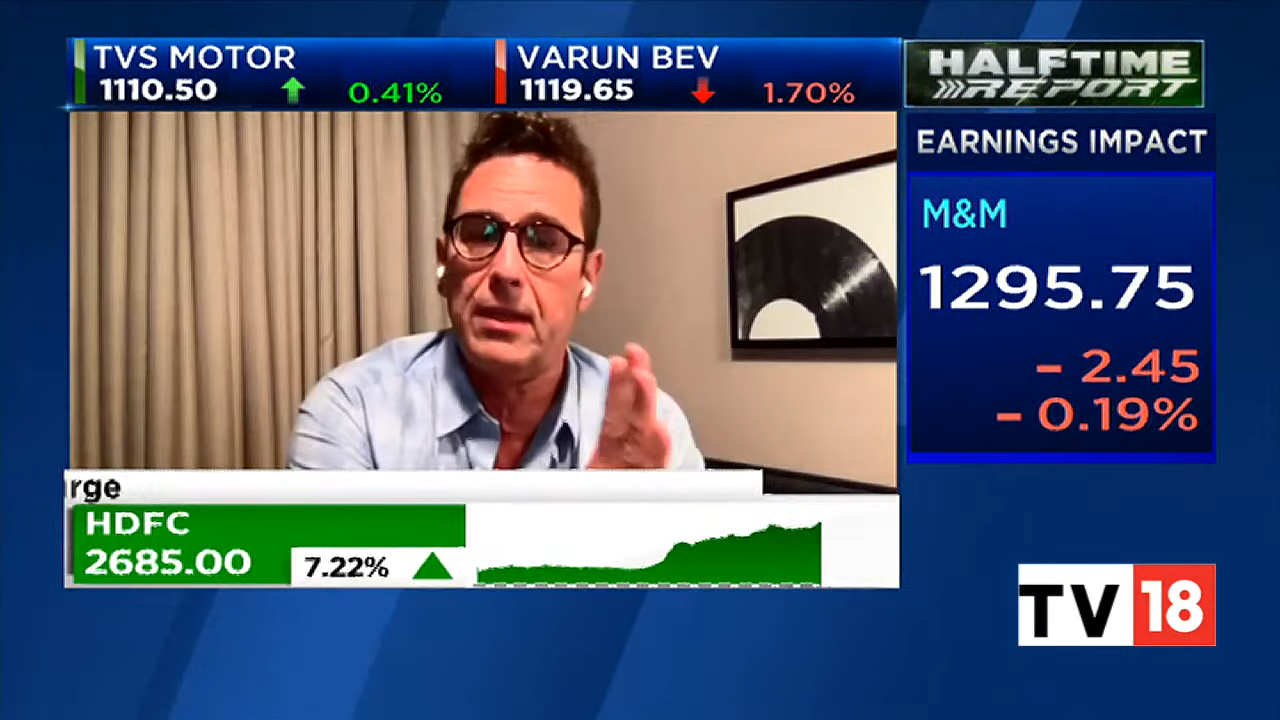 TVS MOTOR
1110.50 0.41%
VARUN BEV
1119.65 1.70%
HALFTIME
REPORT
EARNINGS IMPACT
M&M
1295.75
- 2.45
- 0.19%
rge
HDFC
2685.00 7.22%
TV18